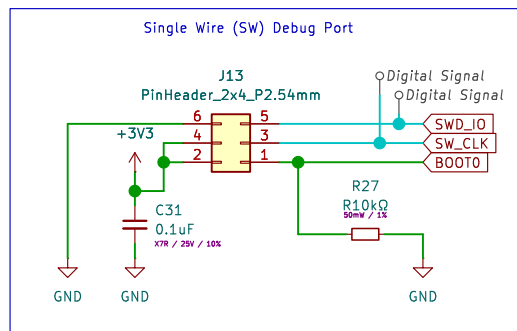 Single Wire (SW) Debug Port
J13
PinHeader_2x4_P2.54mm
Digital Signal
Digital Signal
6 5 SWD_IO
+3V3 4 3 SW_CLK
2 1 BOOT0
R27
R10kΩ
50mW / 1%
C31
0.1uF
X7R / 25V / 10%
GND GND GND